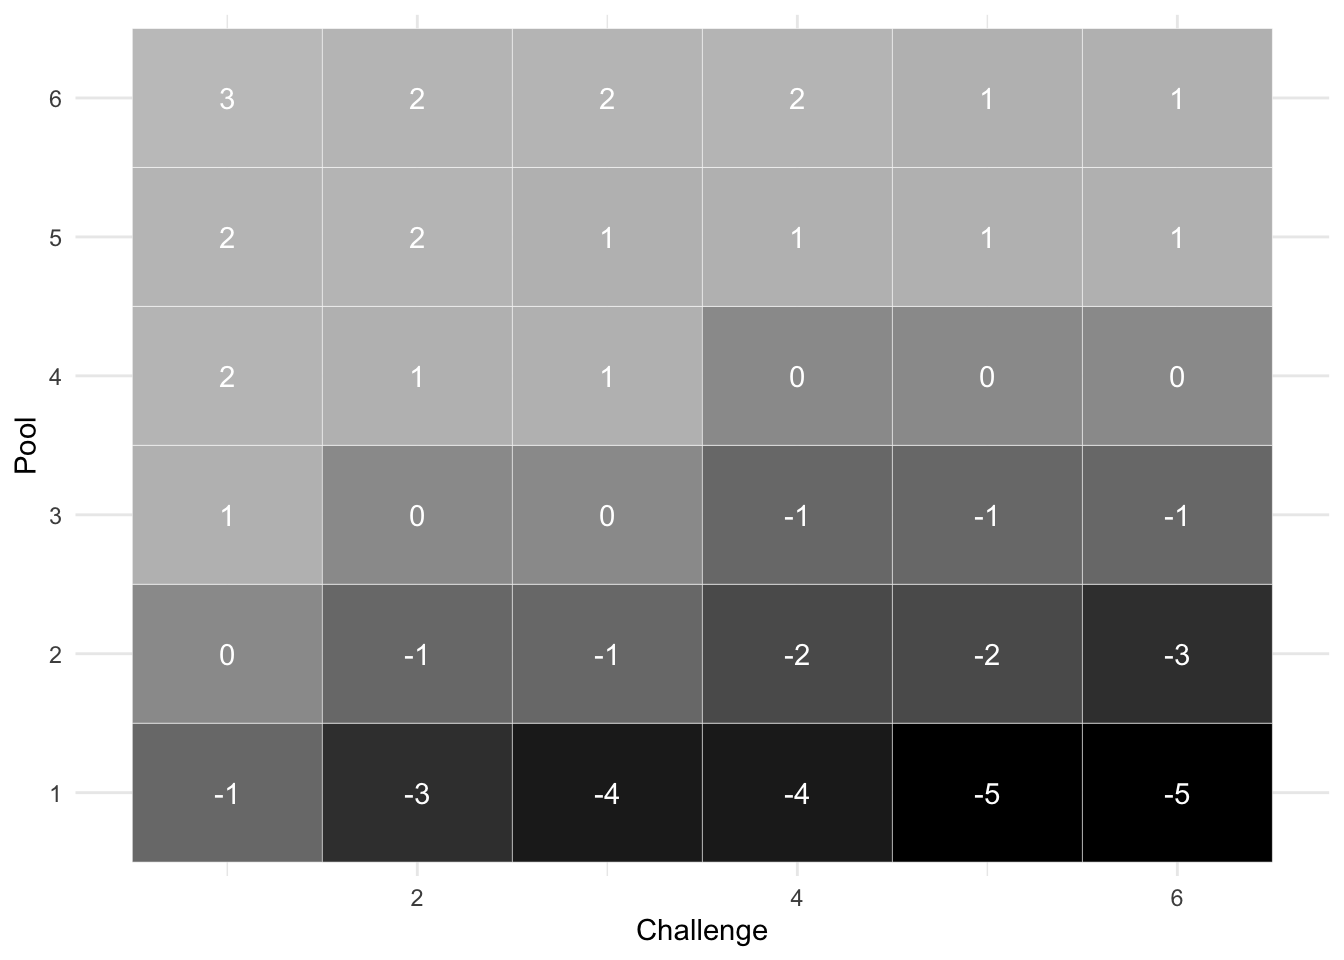 6 3 2 2 2 1 1
5 2 2 1 1 1 1
4 2 1 1 0 0 0
Pool
3 1 0 0 -1 -1 -1
2 0 -1 -1 -2 -2 -3
1 -1 -3 -4 -4 -5 -5
2 4 6
Challenge